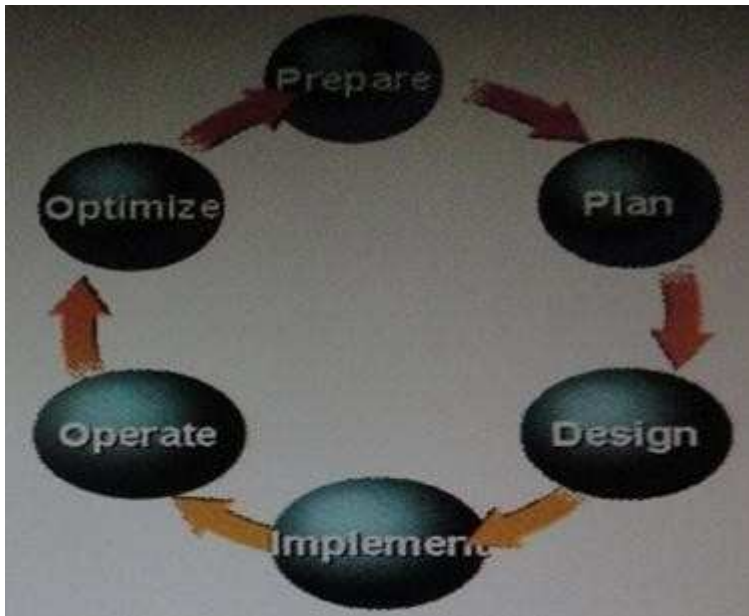 Prepare
Plan
Design
Implement
Operate
Optimize